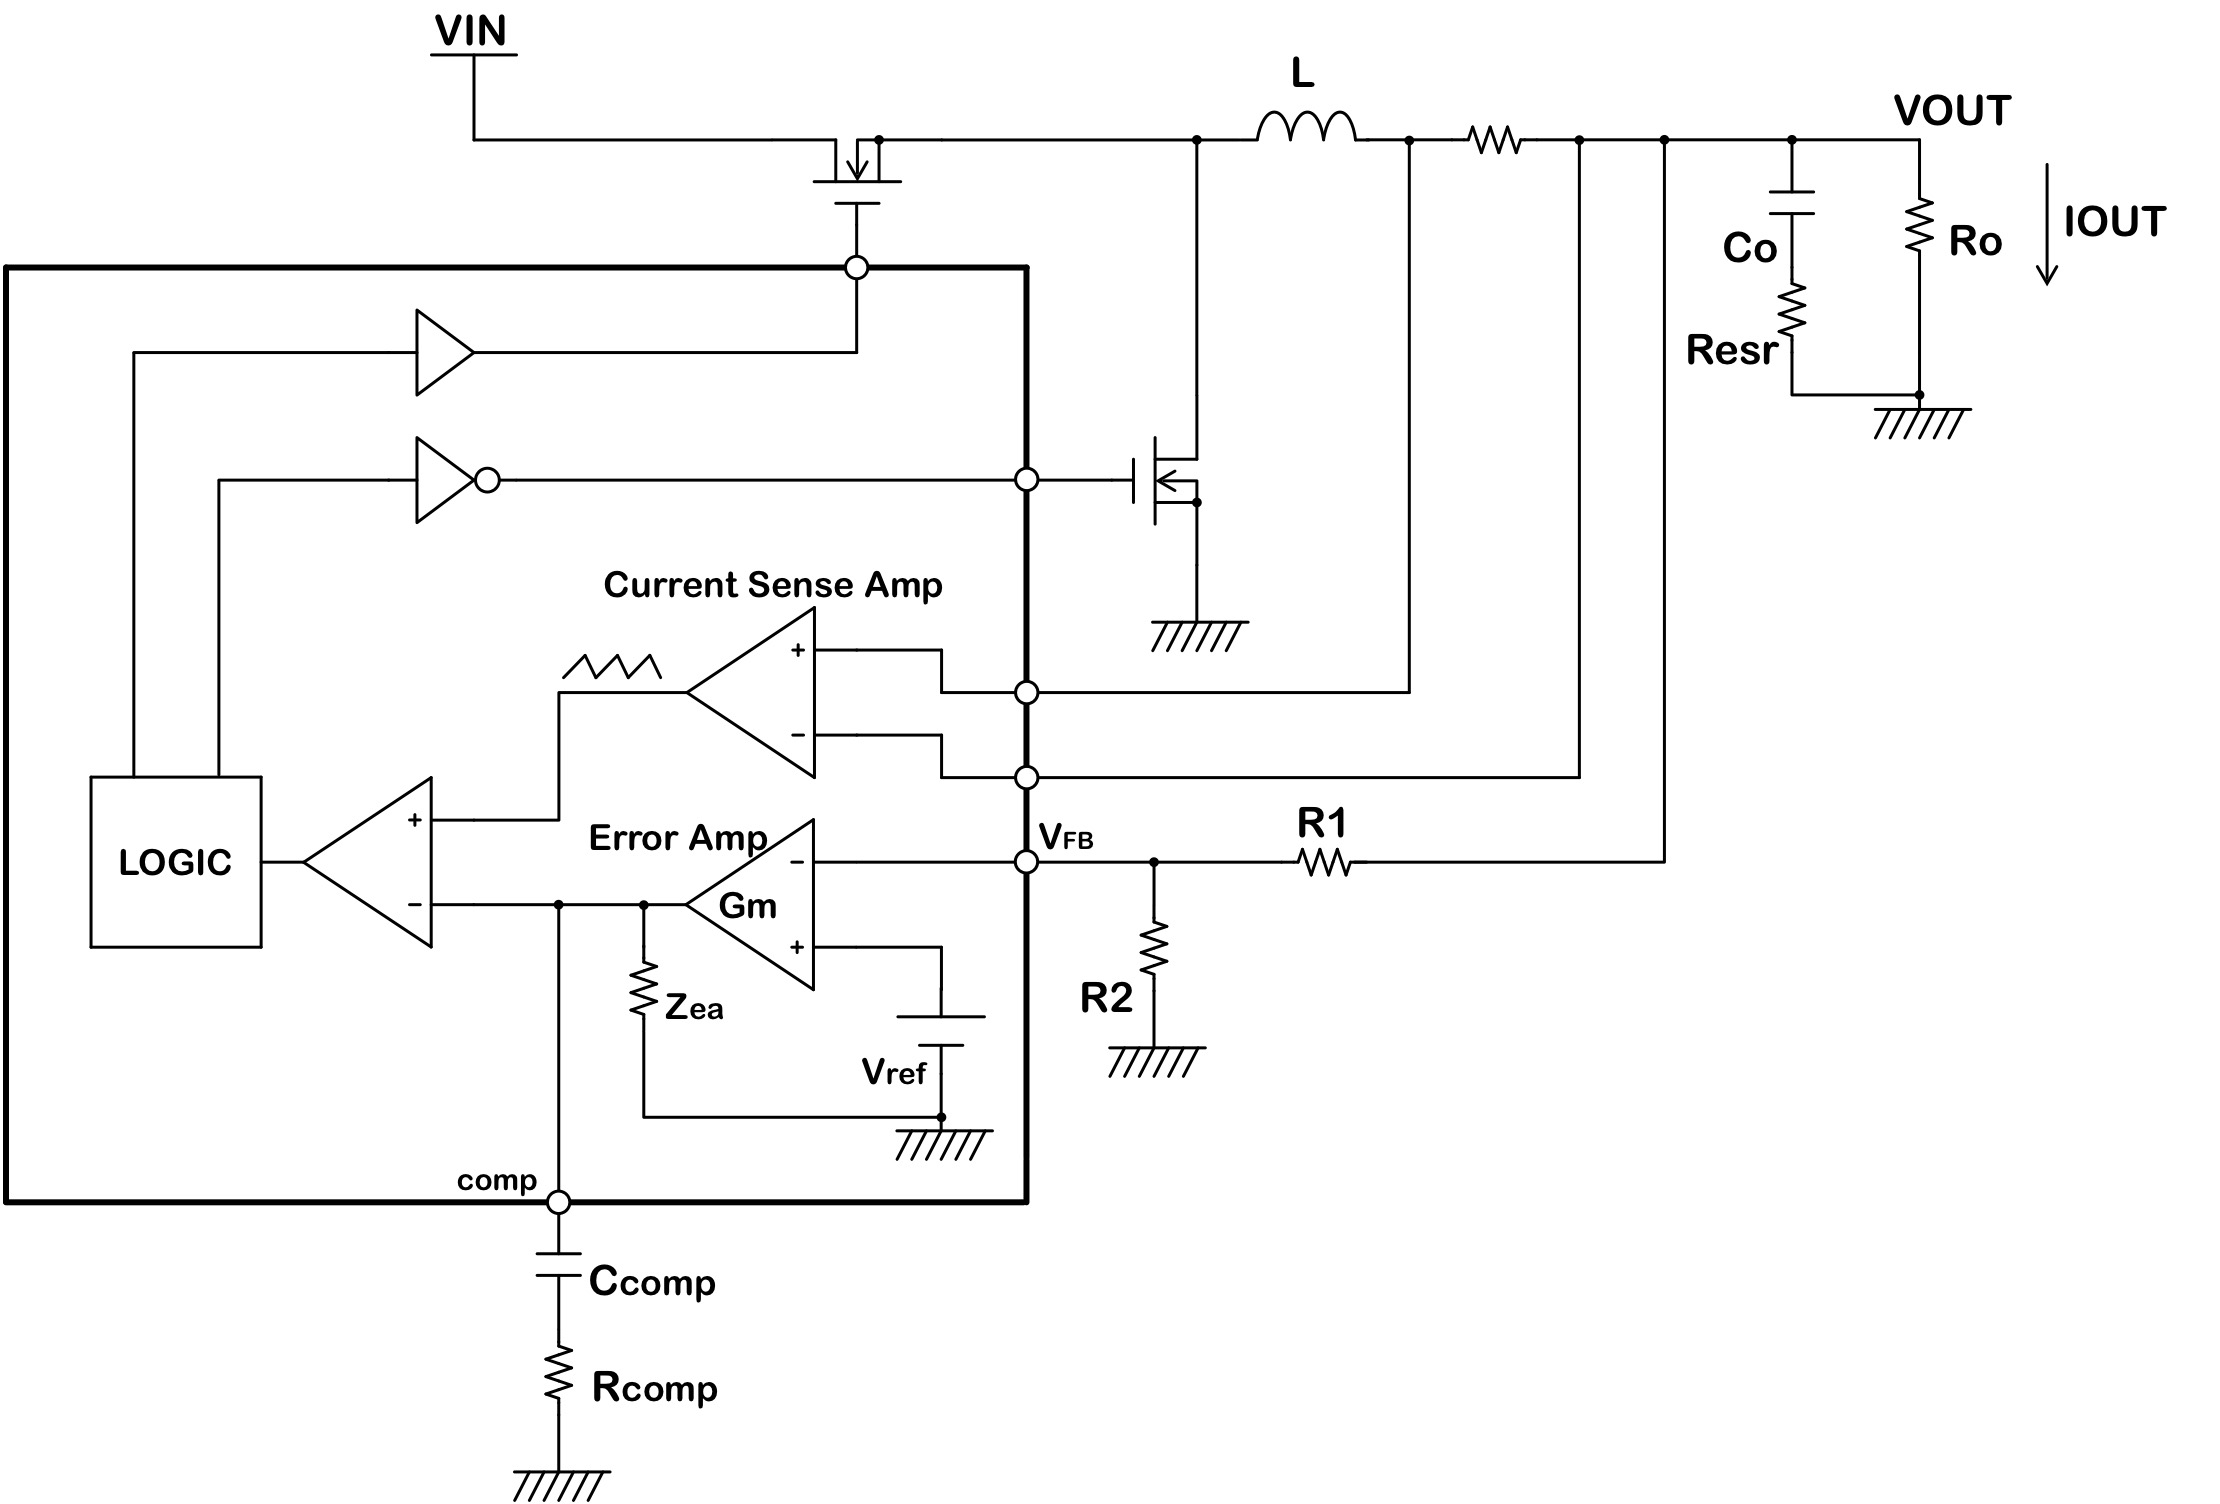 VIN
L
VOUT
IOUT
Co
Ro
Resr
Current Sense Amp
+
−
LOGIC
+
−
Error Amp
−
Gm
+
VFB
R1
R2
Zea
Vref
comp
Ccomp
Rcomp